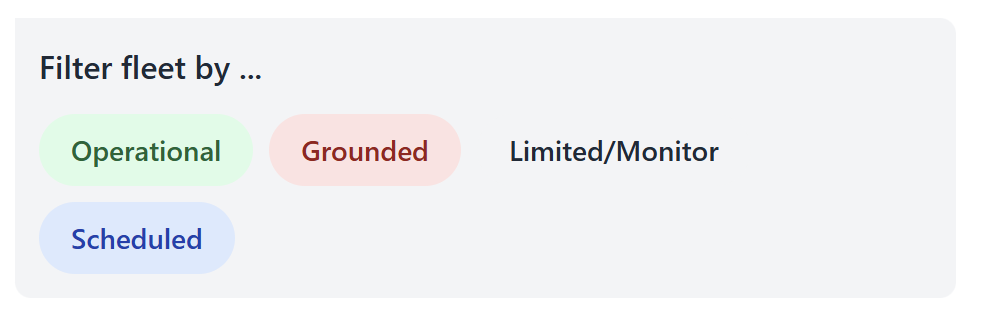 Filter fleet by ...
Operational Grounded Limited/Monitor
Scheduled